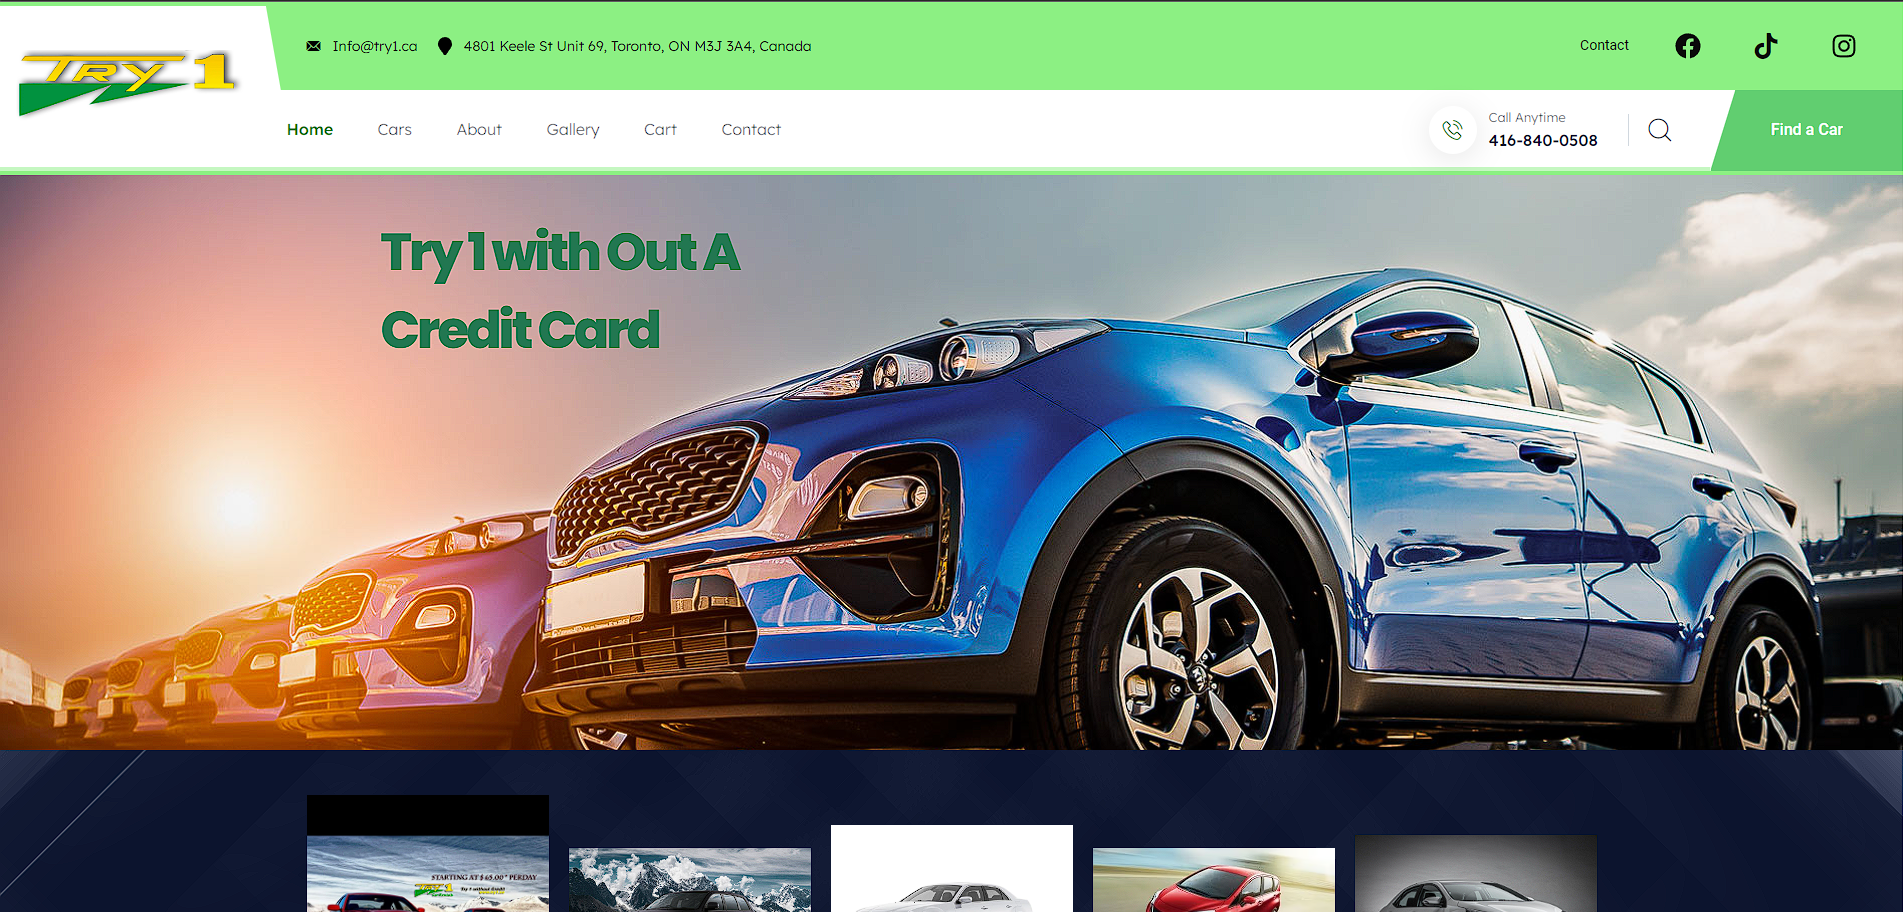 TRY 1
Info@try1.ca
4801 Keele St Unit 69, Toronto, ON M3J 3A4, Canada
Contact
Home
Cars
About
Gallery
Cart
Contact
Call Anytime
416-840-0508
Find a Car
Try 1 with Out A
Credit Card
STARTING AT $ 65.00 PERDAY
TRY 1
Try 1 without Credit